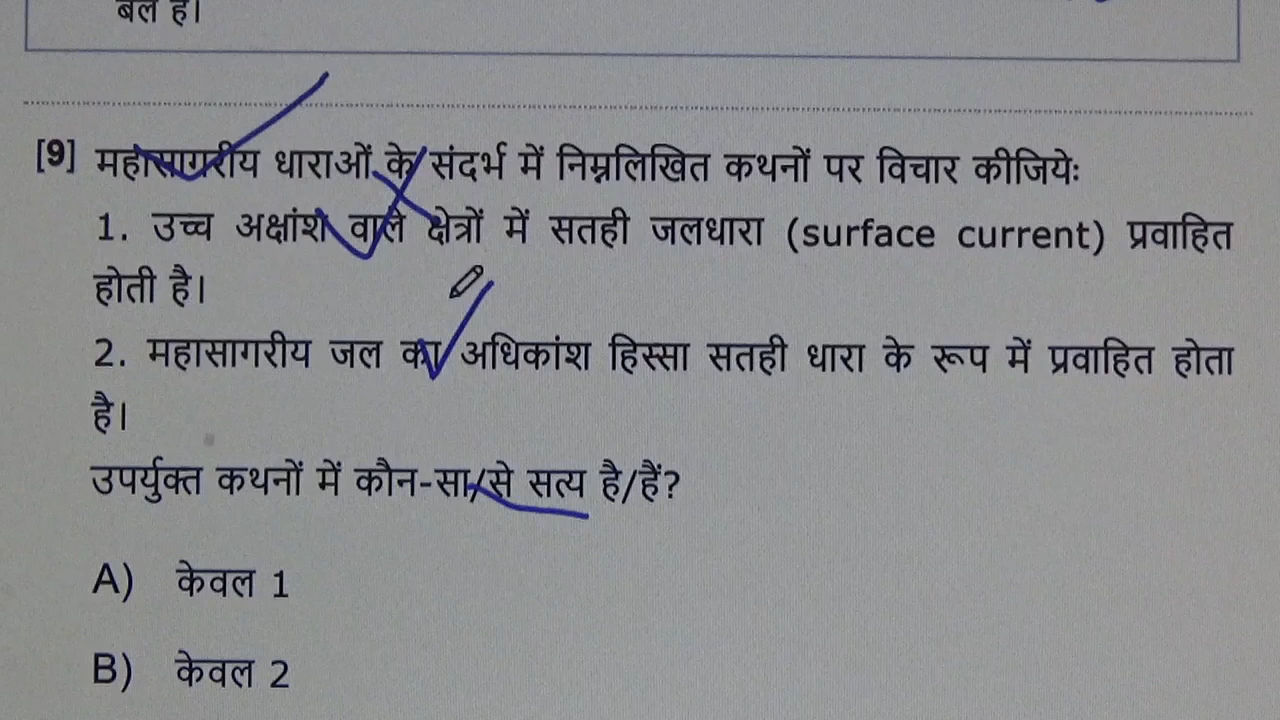 बल है।
[9] महासागरीय धाराओं के संदर्भ में निम्नलिखित कथनों पर विचार कीजियेः
1. उच्च अक्षांश वाले क्षेत्रों में सतही जलधारा (surface current) प्रवाहित
होती है।
2. महासागरीय जल का अधिकांश हिस्सा सतही धारा के रूप में प्रवाहित होता
है।
उपर्युक्त कथनों में कौन-सा/से सत्य है/हैं?
A) केवल 1
B) केवल 2